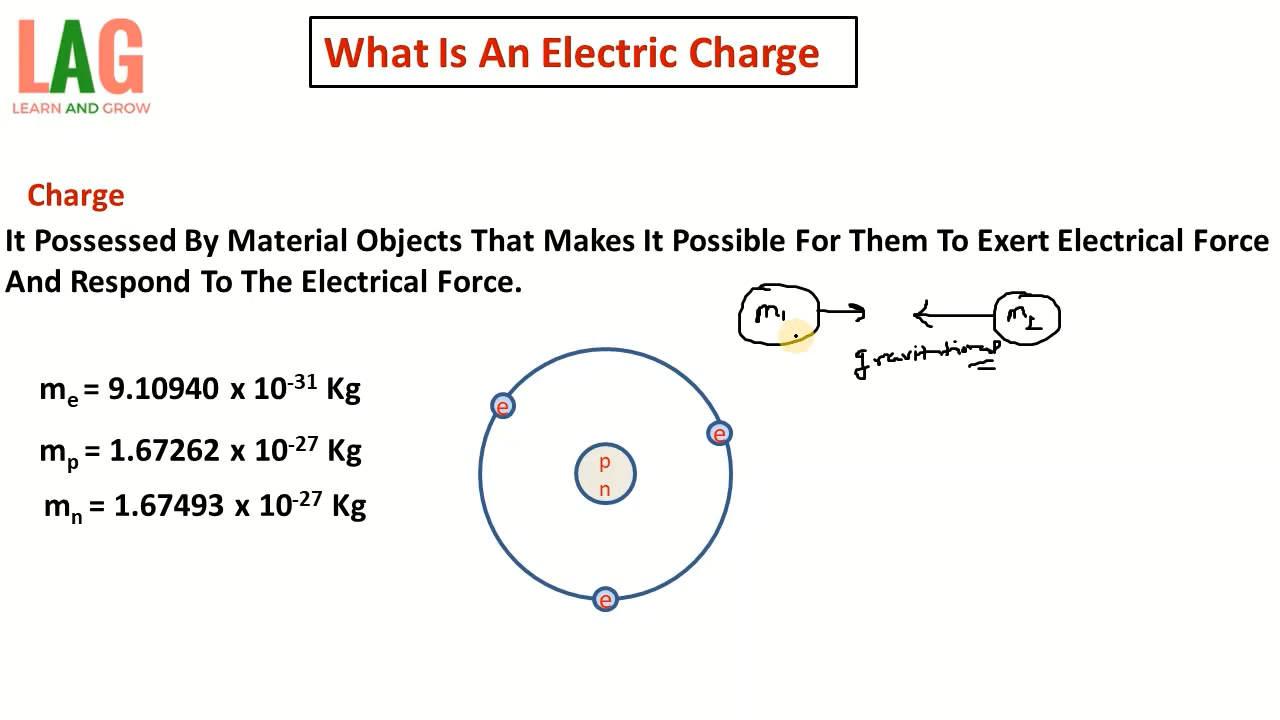 LAG
LEARN AND GROW
What Is An Electric Charge
Charge
It Possessed By Material Objects That Makes It Possible For Them To Exert Electrical Force
And Respond To The Electrical Force.
m₁
m₂
gravitational
mₑ = 9.10940 x 10⁻³¹ Kg
mₚ = 1.67262 x 10⁻²⁷ Kg
mₙ = 1.67493 x 10⁻²⁷ Kg
e
e
p
n
e